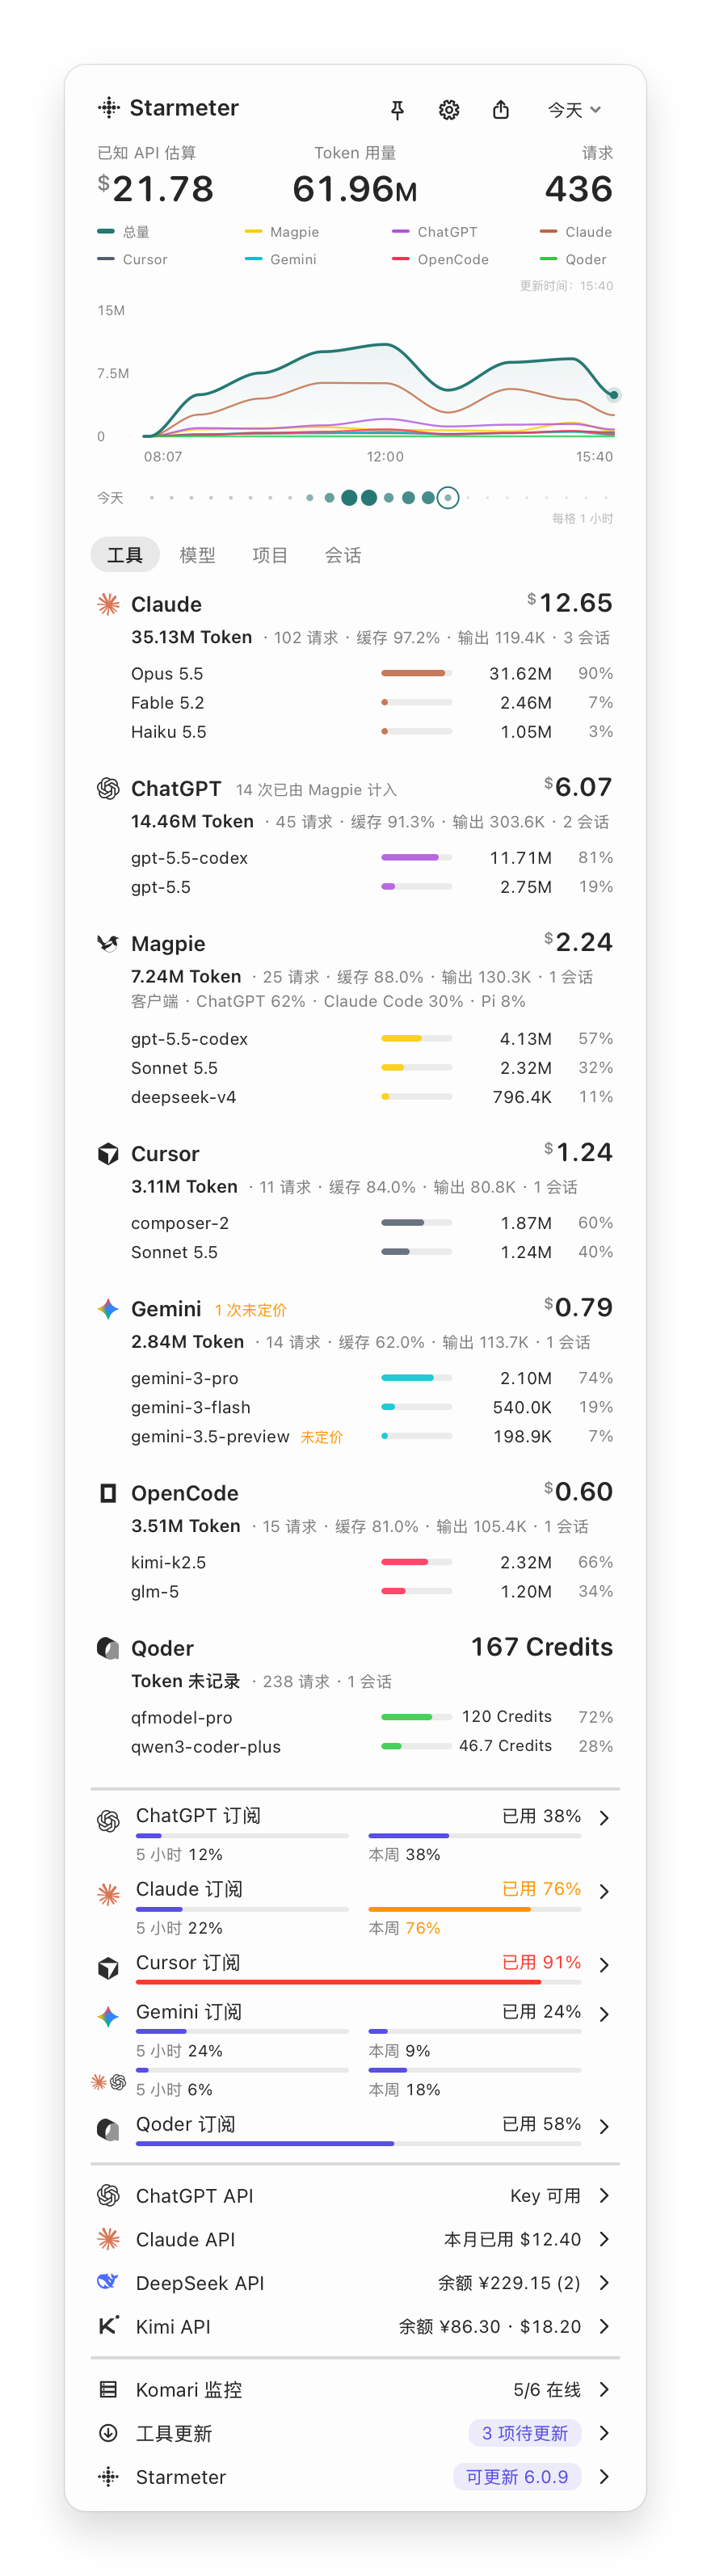 Starmeter 今天
已知 API 估算 Token 用量 请求
$21.78 61.96M 436
总量 Magpie ChatGPT Claude
Cursor Gemini OpenCode Qoder
更新时间：15:40
15M
7.5M
0
08:07 12:00 15:40
今天
每格 1 小时
工具 模型 项目 会话
Claude $12.65
35.13M Token · 102 请求 · 缓存 97.2% · 输出 119.4K · 3 会话
Opus 5.5 31.62M 90%
Fable 5.2 2.46M 7%
Haiku 5.5 1.05M 3%
ChatGPT 14 次已由 Magpie 计入 $6.07
14.46M Token · 45 请求 · 缓存 91.3% · 输出 303.6K · 2 会话
gpt-5.5-codex 11.71M 81%
gpt-5.5 2.75M 19%
Magpie $2.24
7.24M Token · 25 请求 · 缓存 88.0% · 输出 130.3K · 1 会话
客户端 · ChatGPT 62% · Claude Code 30% · Pi 8%
gpt-5.5-codex 4.13M 57%
Sonnet 5.5 2.32M 32%
deepseek-v4 796.4K 11%
Cursor $1.24
3.11M Token · 11 请求 · 缓存 84.0% · 输出 80.8K · 1 会话
composer-2 1.87M 60%
Sonnet 5.5 1.24M 40%
Gemini 1 次未定价 $0.79
2.84M Token · 14 请求 · 缓存 62.0% · 输出 113.7K · 1 会话
gemini-3-pro 2.10M 74%
gemini-3-flash 540.0K 19%
gemini-3.5-preview 未定价 198.9K 7%
OpenCode $0.60
3.51M Token · 15 请求 · 缓存 81.0% · 输出 105.4K · 1 会话
kimi-k2.5 2.32M 66%
glm-5 1.20M 34%
Qoder 167 Credits
Token 未记录 · 238 请求 · 1 会话
qfmodel-pro 120 Credits 72%
qwen3-coder-plus 46.7 Credits 28%
ChatGPT 订阅 已用 38%
5 小时 12% 本周 38%
Claude 订阅 已用 76%
5 小时 22% 本周 76%
Cursor 订阅 已用 91%
Gemini 订阅 已用 24%
5 小时 24% 本周 9%
5 小时 6% 本周 18%
Qoder 订阅 已用 58%
ChatGPT API Key 可用
Claude API 本月已用 $12.40
DeepSeek API 余额 ¥229.15 (2)
Kimi API 余额 ¥86.30 · $18.20
Komari 监控 5/6 在线
工具更新 3 项待更新
Starmeter 可更新 6.0.9